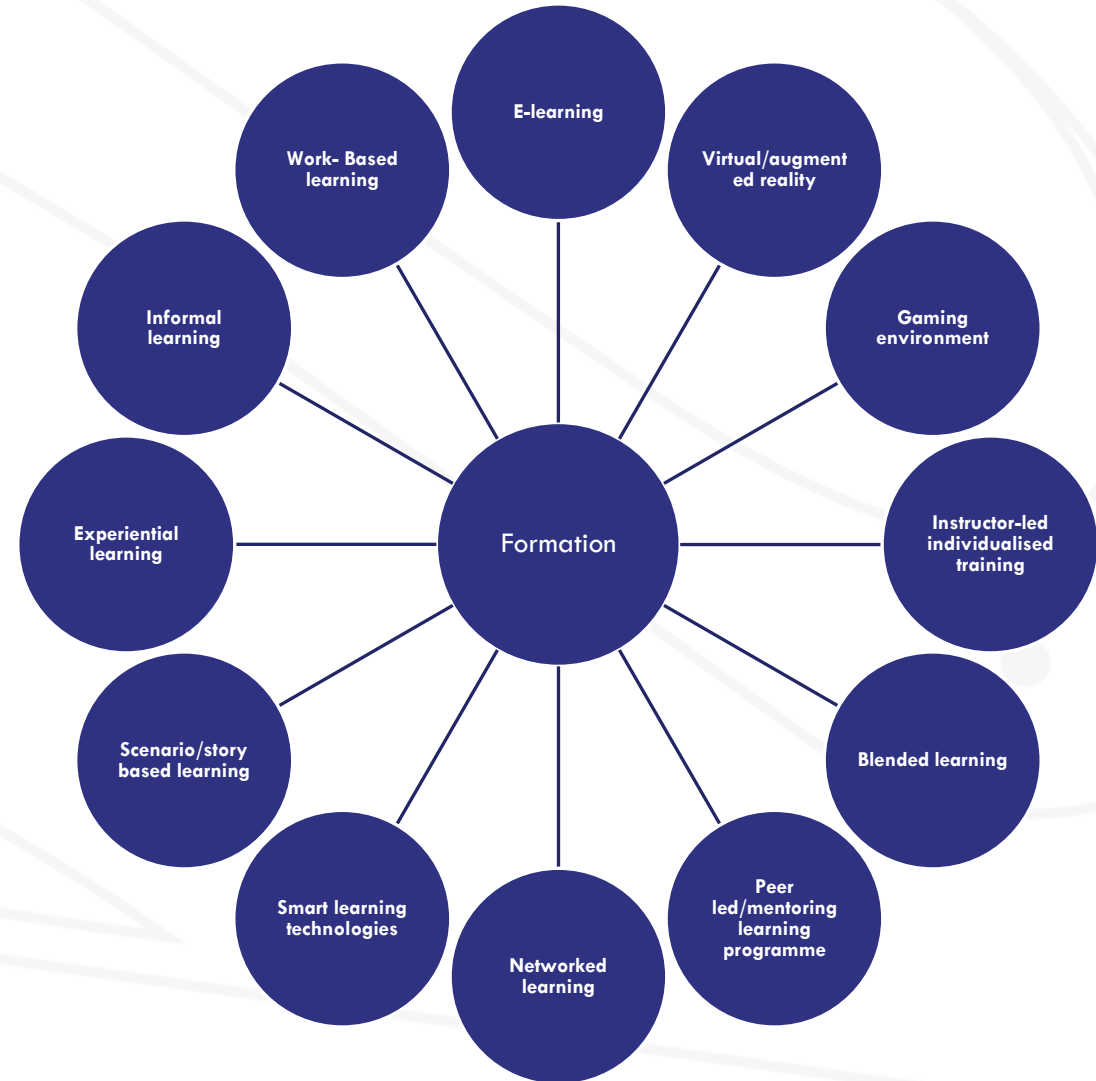 E-learning
Virtual/augment
ed reality
Gaming
environment
Instructor-led
individualised
training
Blended learning
Peer
led/mentoring
learning
programme
Networked
learning
Smart learning
technologies
Scenario/story
based learning
Experiential
learning
Informal
learning
Work- Based
learning
Formation